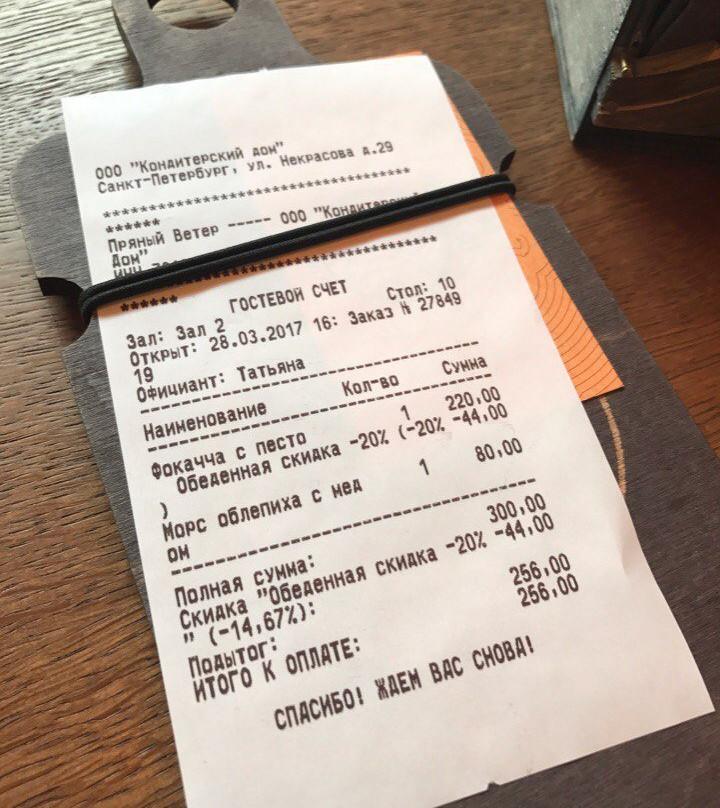 ООО "Кондитерский дом"
Санкт-Петербург, ул. Некрасова д.29
*************************************
******
Пряный Ветер ----- ООО "Кондитерский
Дом"
ИНН
*************************************
******
ГОСТЕВОЙ СЧЕТ
Зал: Зал 2 Стол: 10
Открыт: 28.03.2017 16: Заказ № 27849
19
Официант: Татьяна
Наименование Кол-во Сумма
Фокачча с песто 1 220,00
Обеденная скидка -20% (-20% -44,00
)
Морс облепиха с мед 1 80,00
ом
Полная сумма: 300,00
Скидка "Обеденная скидка -20% -44,00
" (-14,67%):
Подытог: 256,00
ИТОГО К ОПЛАТЕ: 256,00
СПАСИБО! ЖДЕМ ВАС СНОВА!